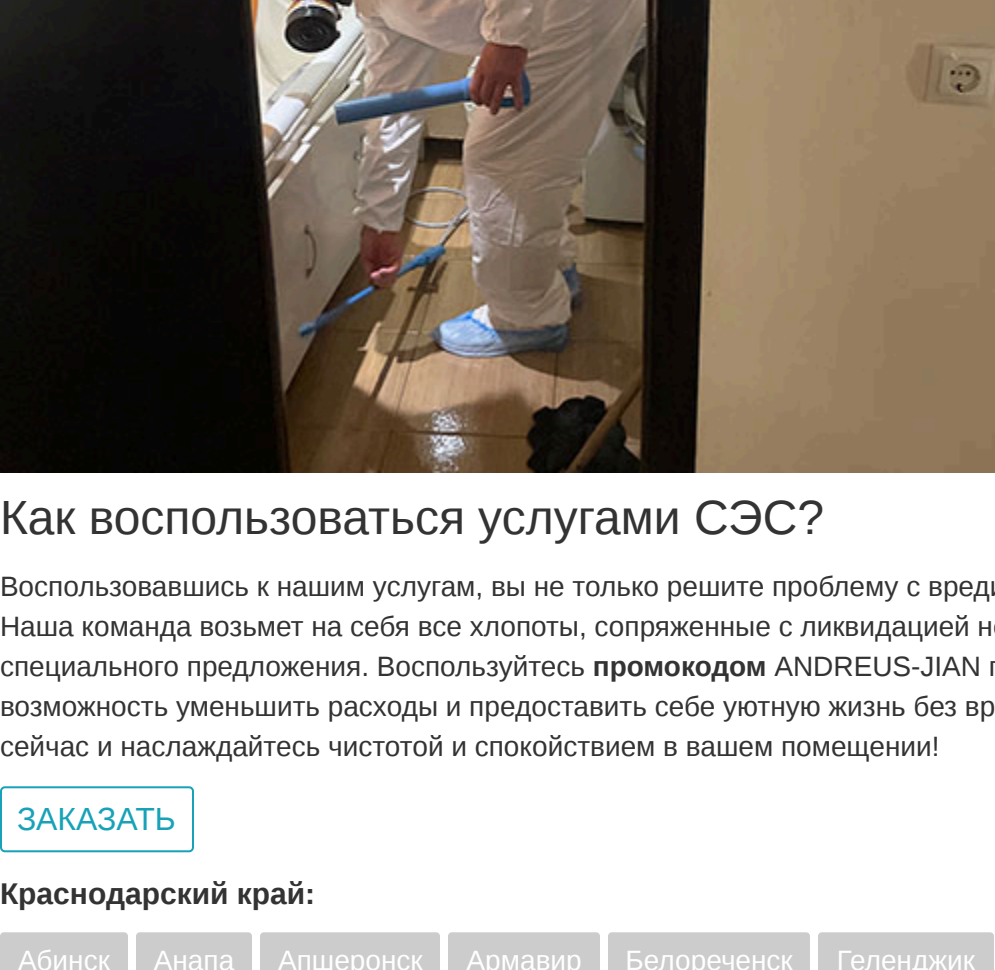 Как воспользоваться услугами СЭС?
Воспользовавшись к нашим услугам, вы не только решите проблему с
Наша команда возьмет на себя все хлопоты, сопряженные с ликвидацией
специального предложения. Воспользуйтесь промокодом ANDREUS-JIAN
возможность уменьшить расходы и предоставить себе уютную жизнь без
сейчас и наслаждайтесь чистотой и спокойствием в вашем помещении!
ЗАКАЗАТЬ
Краснодарский край:
Абинск Анапа Апшеронск Армавир Белореченск Геленджик